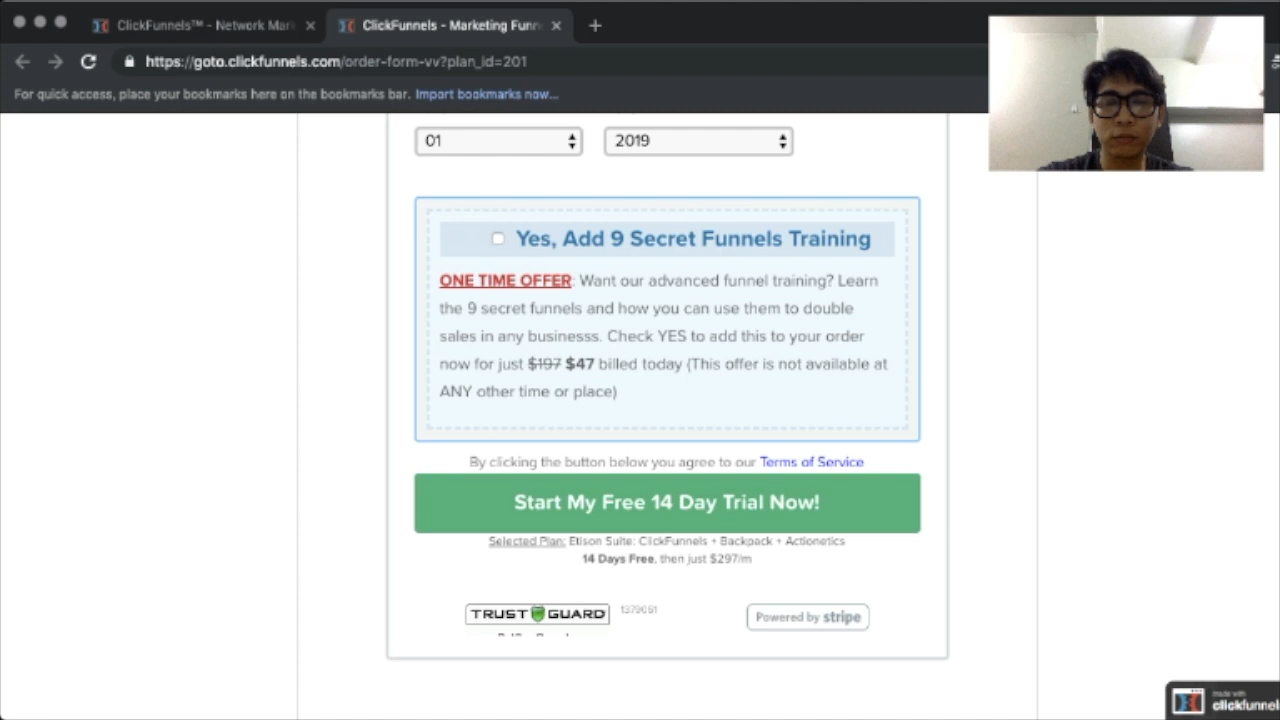 ClickFunnels™ - Network Mark
ClickFunnels - Marketing Funn
https://goto.clickfunnels.com/order-form-vv?plan_id=201
For quick access, place your bookmarks here on the bookmarks bar. Import bookmarks now...
01
2019
Yes, Add 9 Secret Funnels Training
ONE TIME OFFER: Want our advanced funnel training? Learn
the 9 secret funnels and how you can use them to double
sales in any businesss. Check YES to add this to your order
now for just $197 $47 billed today (This offer is not available at
ANY other time or place)
By clicking the button below you agree to our Terms of Service
Start My Free 14 Day Trial Now!
Selected Plan: Etison Suite: ClickFunnels + Backpack + Actionetics
14 Days Free, then just $297/m
TRUST GUARD
1379061
Powered by stripe
made with
clickfunnel